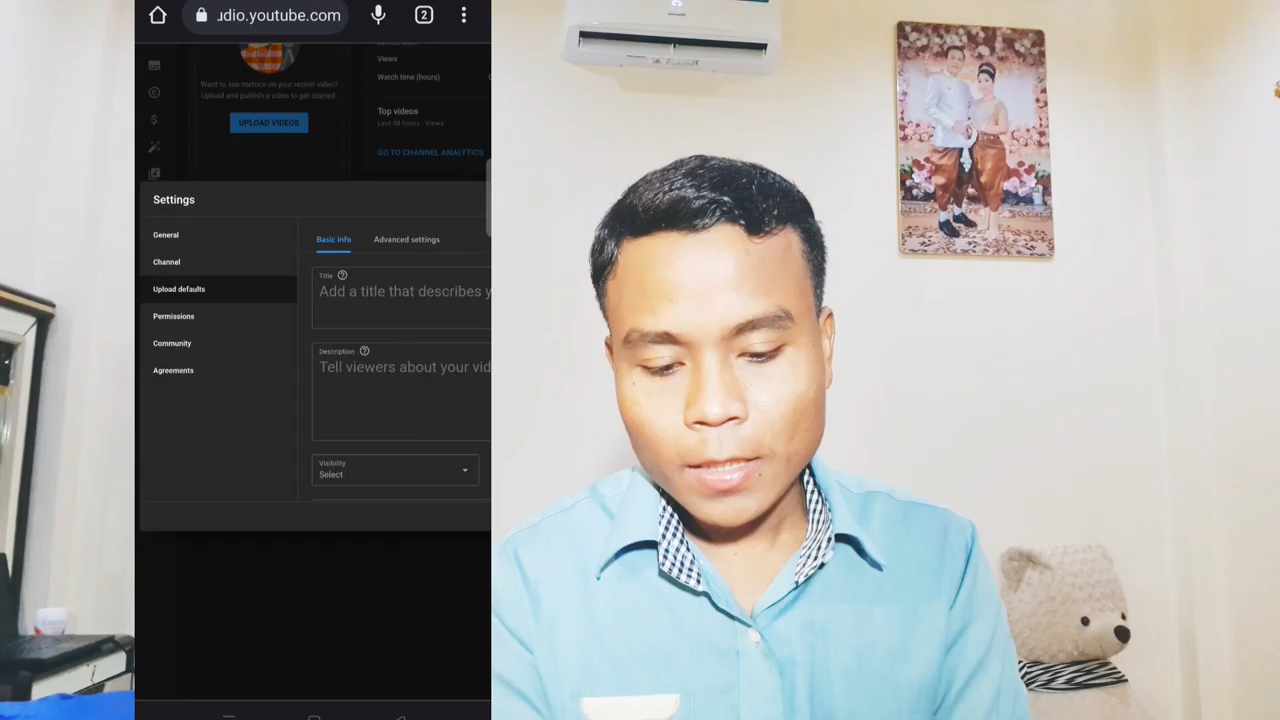 udio.youtube.com
2
Views
Want to see metrics on your recent video?
Upload and publish a video to get started.
Watch time (hours)
UPLOAD VIDEOS
Top videos
Last 48 hours · Views
GO TO CHANNEL ANALYTICS
Settings
General
Channel
Upload defaults
Permissions
Community
Agreements
Basic info
Advanced settings
Title
Add a title that describes y
Description
Tell viewers about your vid
Visibility
Select